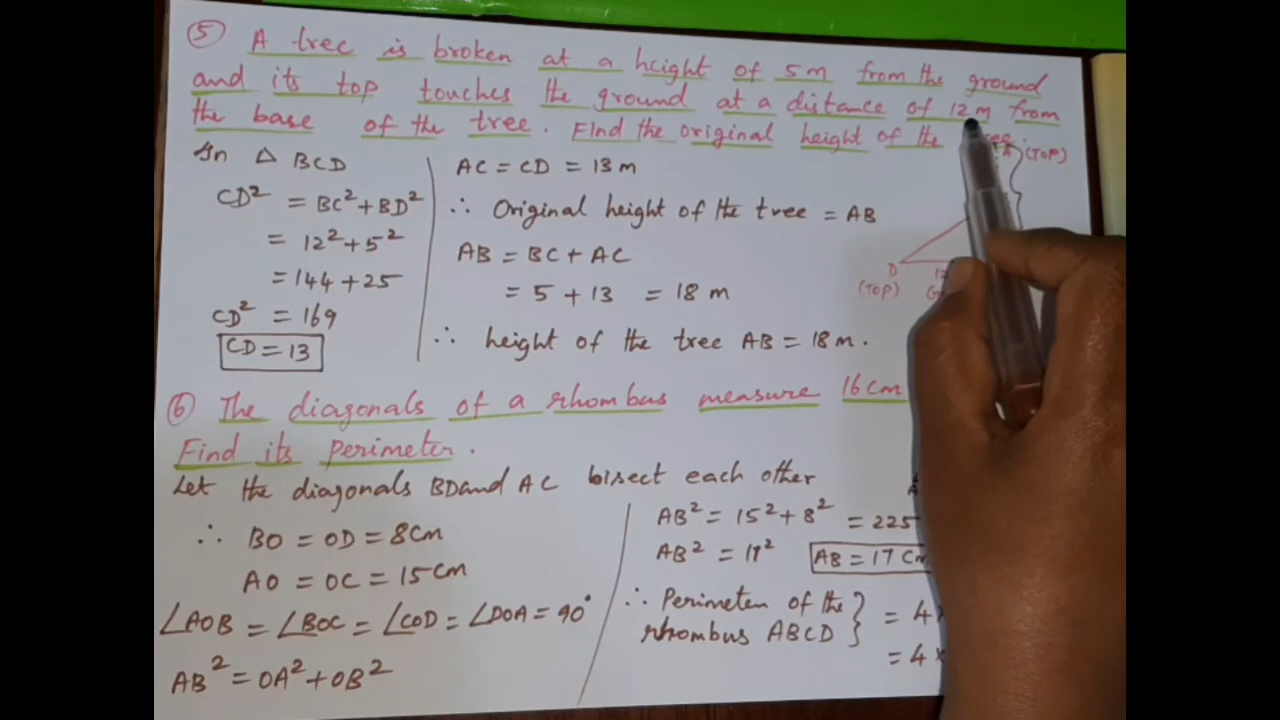 5 A tree is broken at a height of 5m from the ground
and its top touches the ground at a distance of 12m from
the base of the tree. Find the original height of the tree.
In △ BCD
CD² = BC² + BD²
= 12² + 5²
= 144 + 25
CD² = 169
CD = 13
AC = CD = 13 m
∴ Original height of the tree = AB
AB = BC + AC
= 5 + 13 = 18 m
∴ height of the tree AB = 18 m.
A (TOP)
D
(TOP)
6 The diagonals of a rhombus measure 16 cm
Find its perimeter.
Let the diagonals BD and AC bisect each other
∴ BO = OD = 8 cm
AO = OC = 15 cm
∠AOB = ∠BOC = ∠COD = ∠DOA = 90°
AB² = OA² + OB²
AB² = 15² + 8² = 225
AB² = 17² AB = 17 cm
∴ Perimeter of the
rhombus ABCD } = 4
= 4